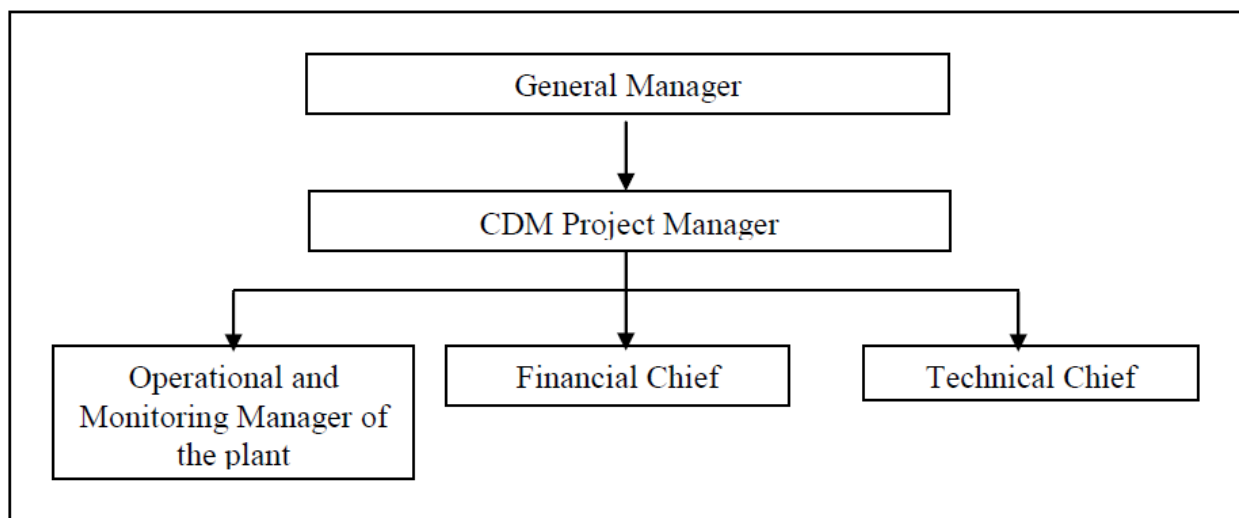 General Manager
CDM Project Manager
Operational and
Monitoring Manager of
the plant
Financial Chief
Technical Chief